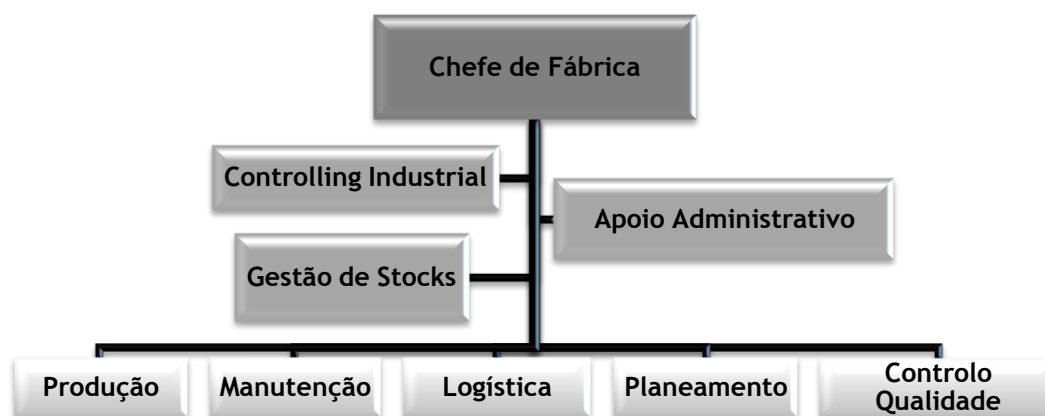 Chefe de Fábrica
Controlling Industrial
Apoio Administrativo
Gestão de Stocks
Produção
Manutenção
Logística
Planeamento
Controlo
Qualidade